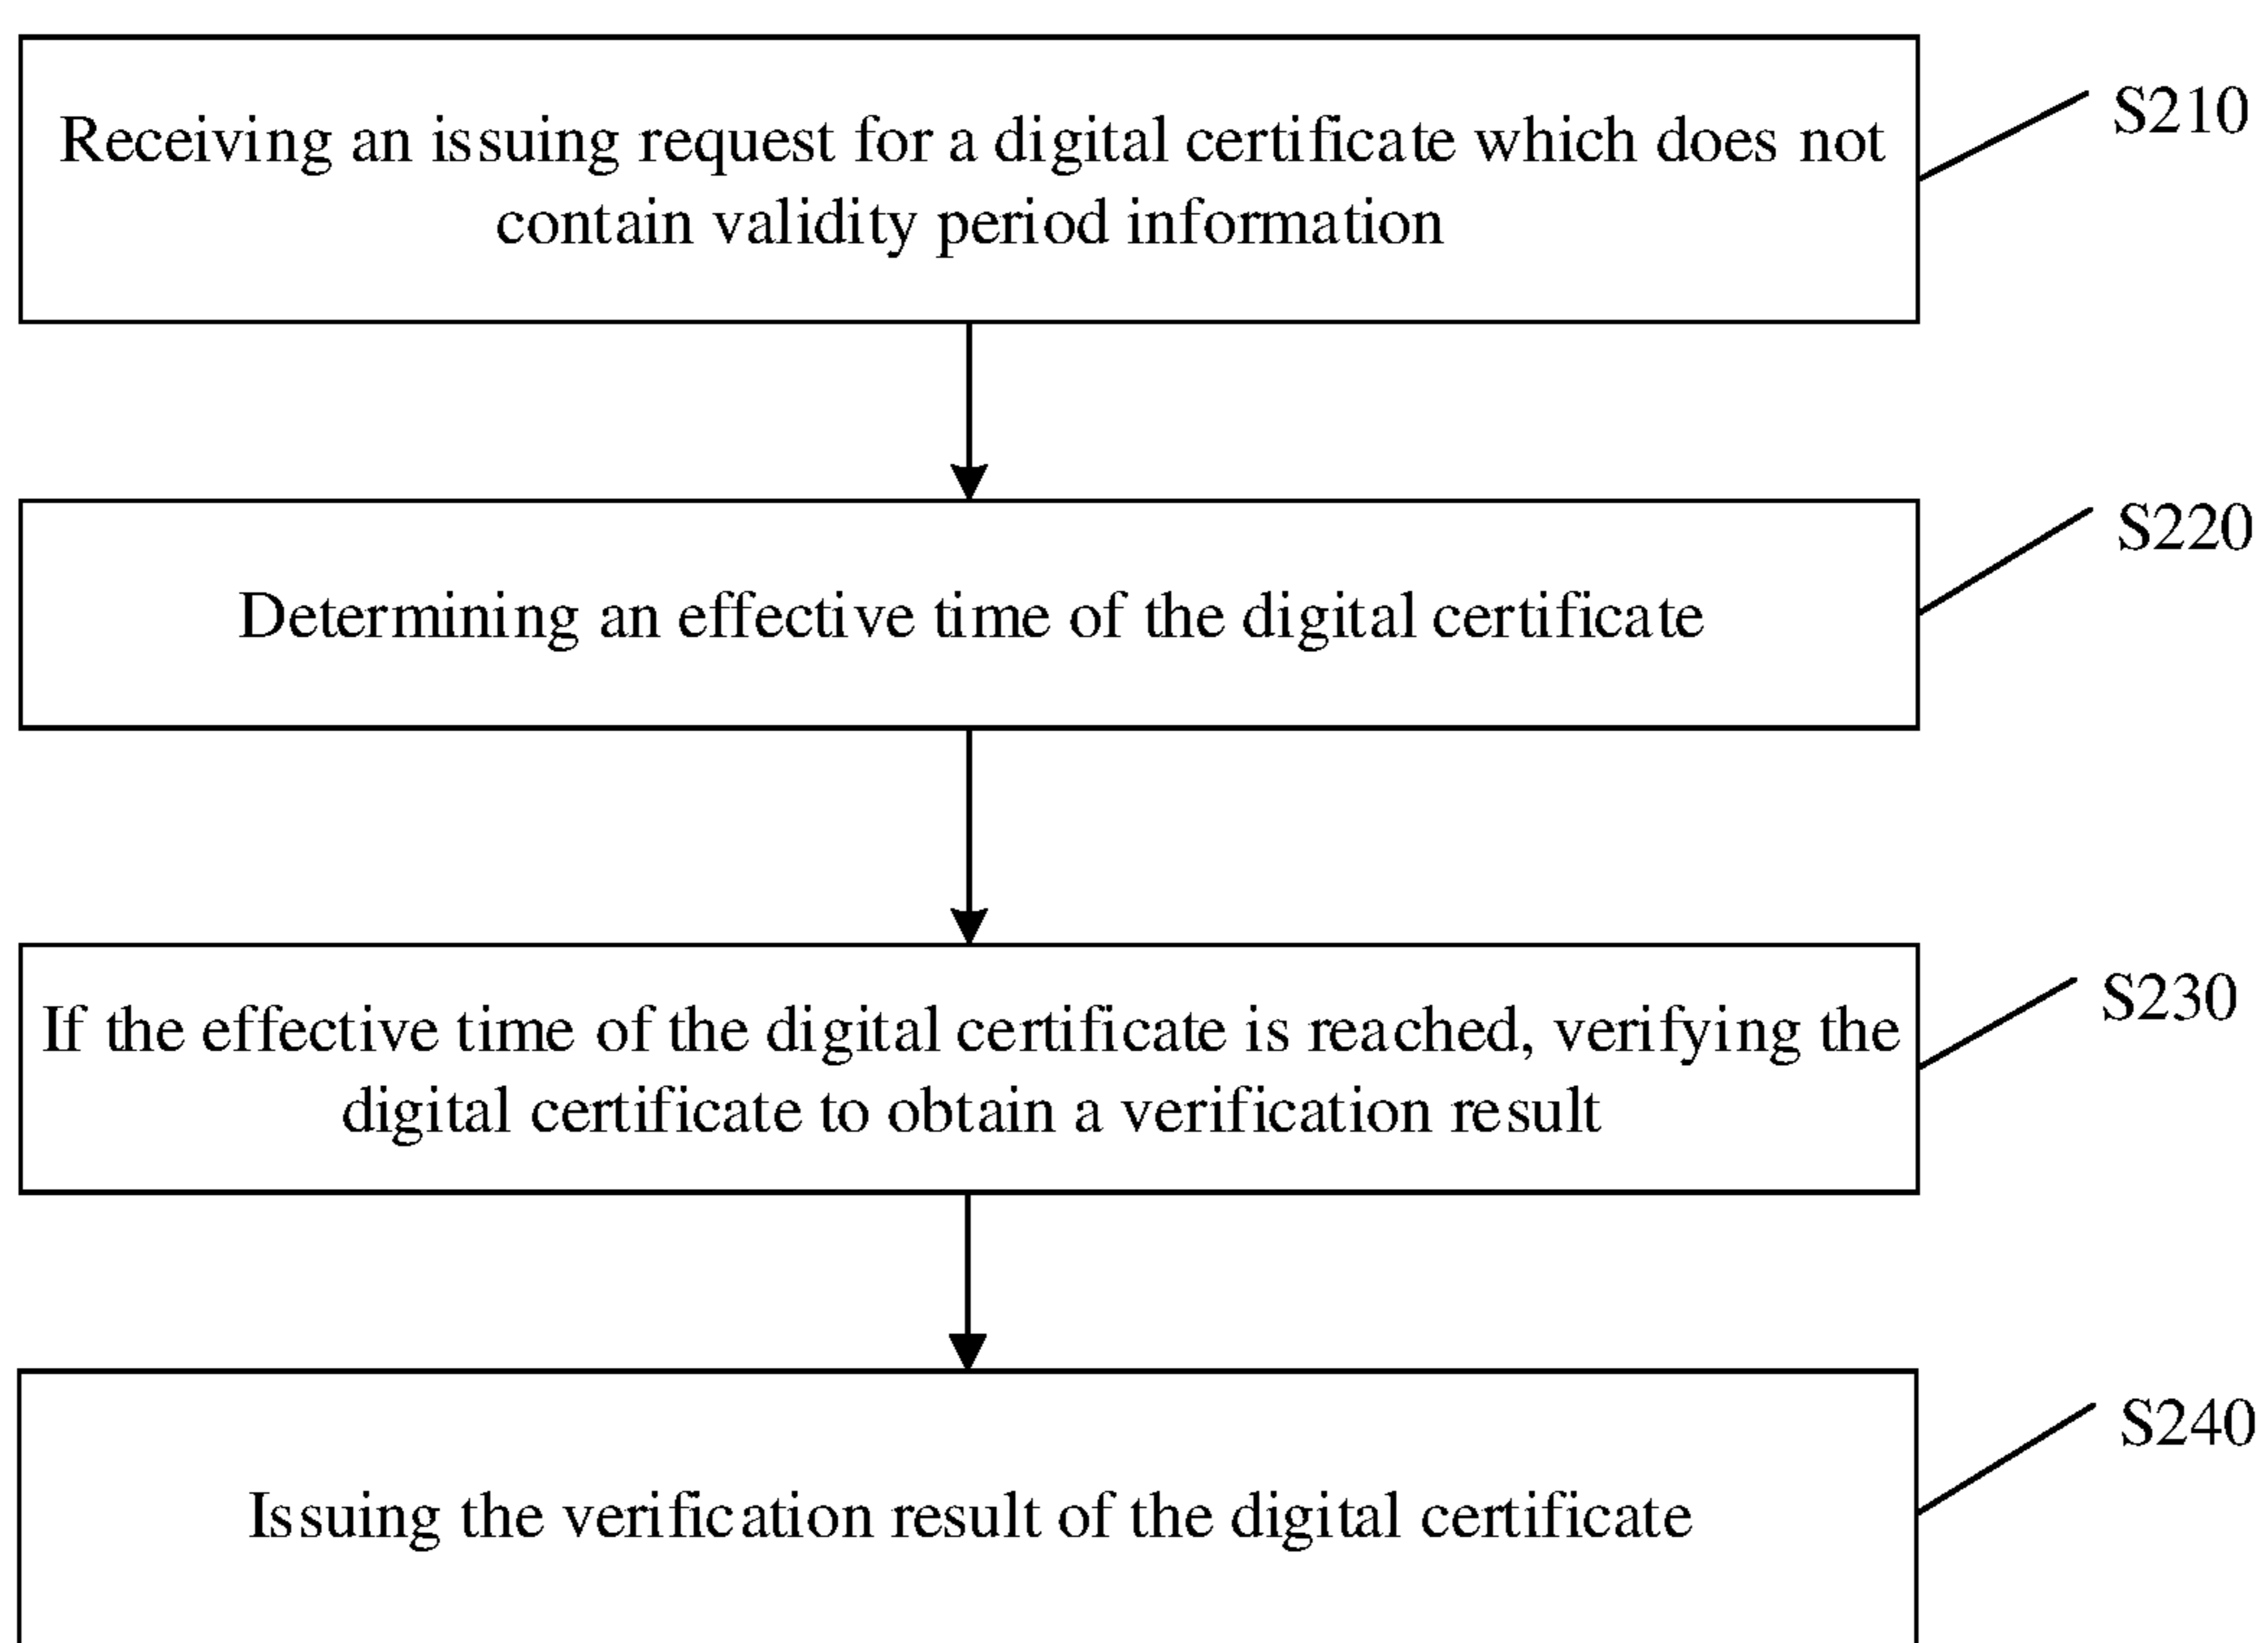 Receiving an issuing request for a digital certificate which does not
contain validity period information
S210
Determining an effective time of the digital certificate
S220
If the effective time of the digital certificate is reached, verifying the
digital certificate to obtain a verification result
S230
Issuing the verification result of the digital certificate
S240